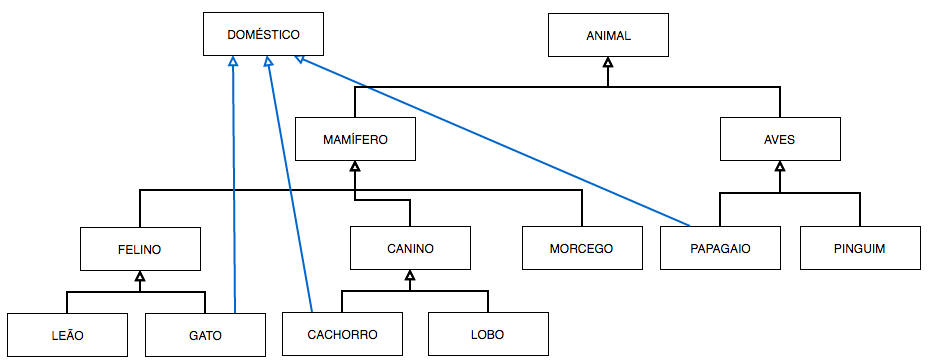 DOMÉSTICO
ANIMAL
MAMÍFERO
AVES
FELINO
CANINO
MORCEGO
PAPAGAIO
PINGUIM
LEÃO
GATO
CACHORRO
LOBO